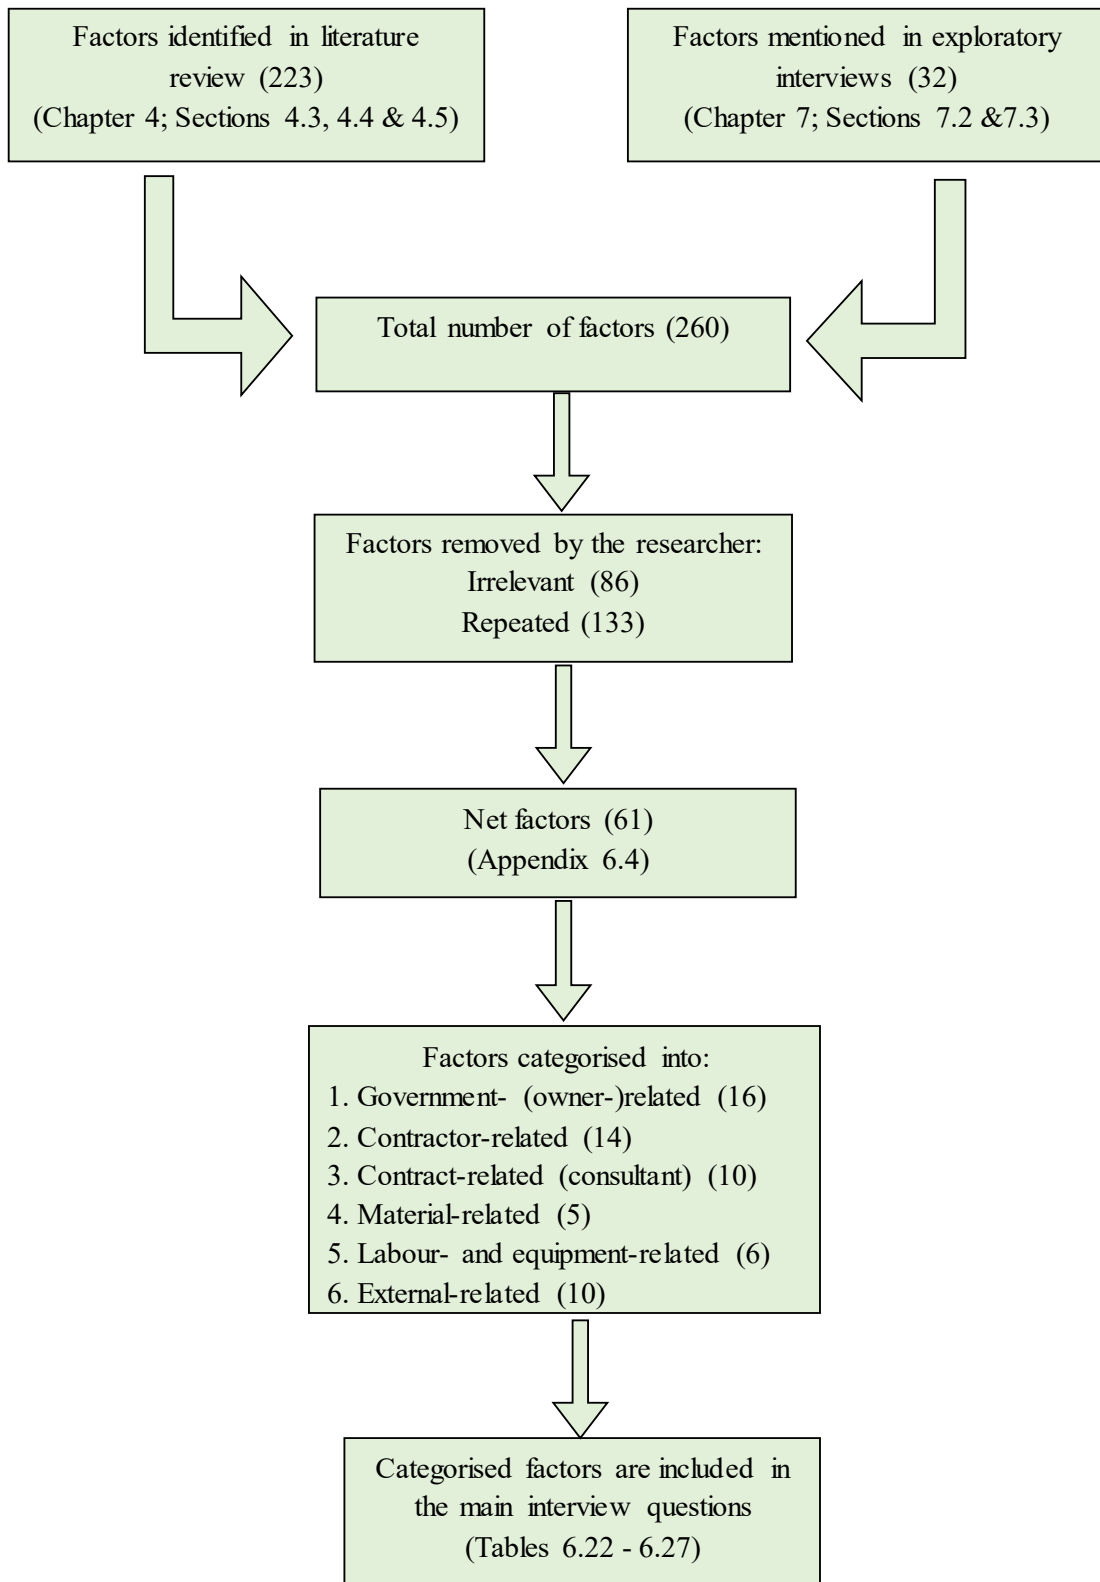 Factors identified in literature
review (223)
(Chapter 4; Sections 4.3, 4.4 & 4.5)
Factors mentioned in exploratory
interviews (32)
(Chapter 7; Sections 7.2 &7.3)
Total number of factors (260)
Factors removed by the researcher:
Irrelevant (86)
Repeated (133)
Net factors (61)
(Appendix 6.4)
Factors categorised into:
1. Government- (owner-)related (16)
2. Contractor-related (14)
3. Contract-related (consultant) (10)
4. Material-related (5)
5. Labour- and equipment-related (6)
6. External-related (10)
Categorised factors are included in
the main interview questions
(Tables 6.22 - 6.27)